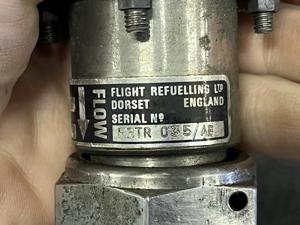 FLIGHT REFUELLING LTD
DORSET ENGLAND
SERIAL Nº
FLOW